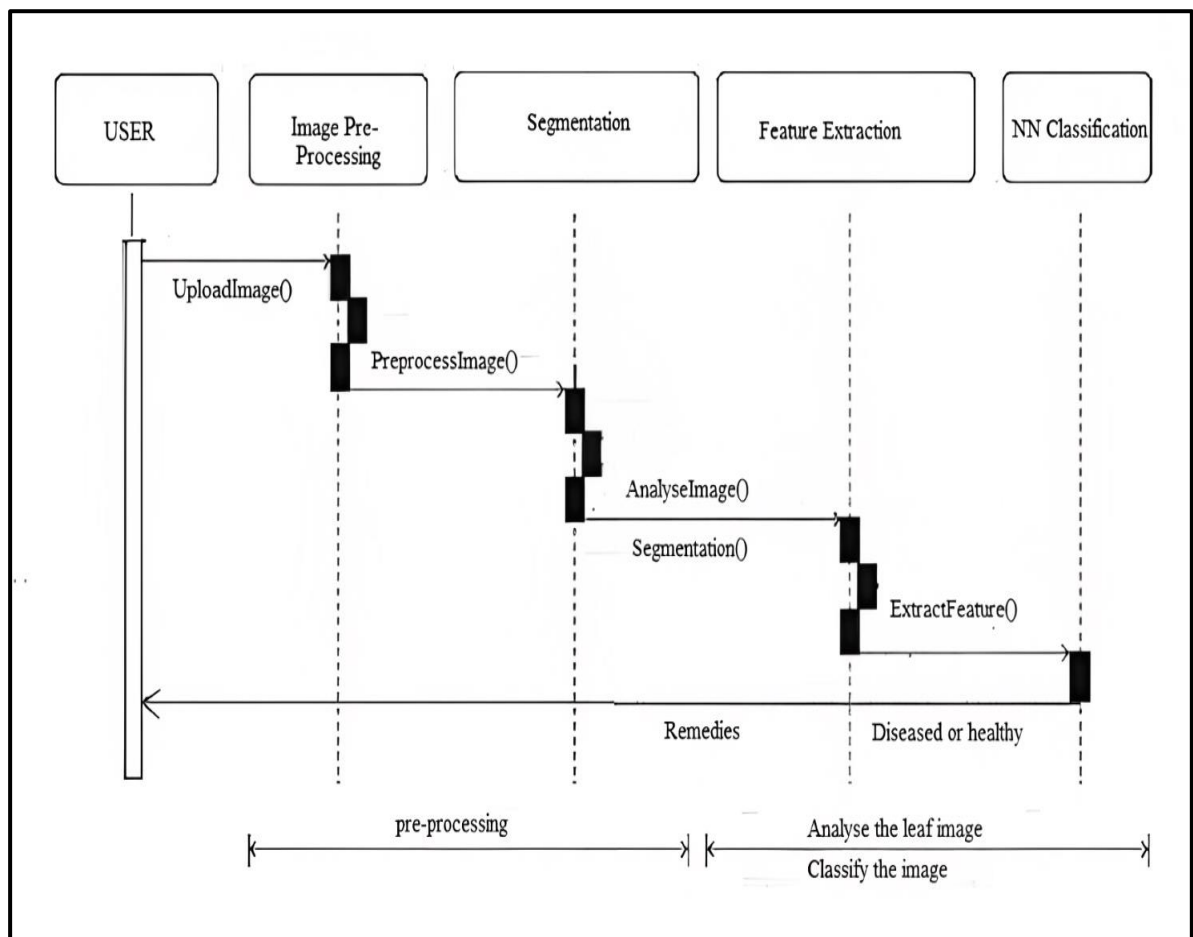 USER
Image Pre-
Processing
Segmentation
Feature Extraction
NN Classification
UploadImage()
PreprocessImage()
AnalyseImage()
Segmentation()
ExtractFeature()
Remedies
Diseased or healthy
pre-processing
Analyse the leaf image
Classify the image